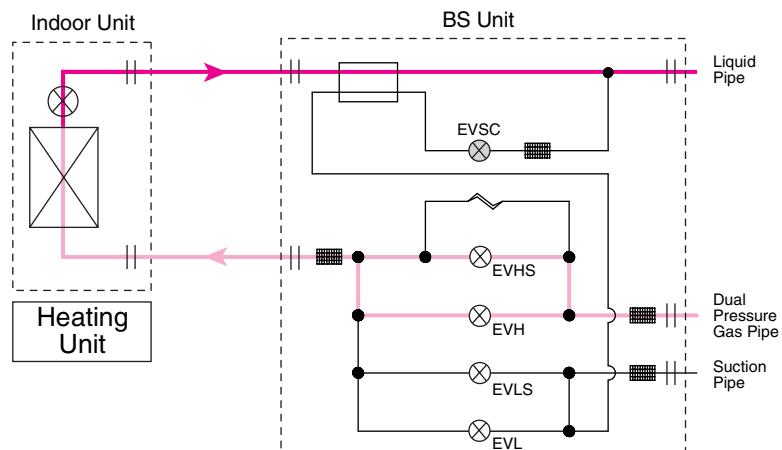 Indoor Unit
BS Unit
Liquid
Pipe
EVSC
EVHS
Heating
Unit
EVH
Dual
Pressure
Gas Pipe
EVLS
Suction
Pipe
EVL